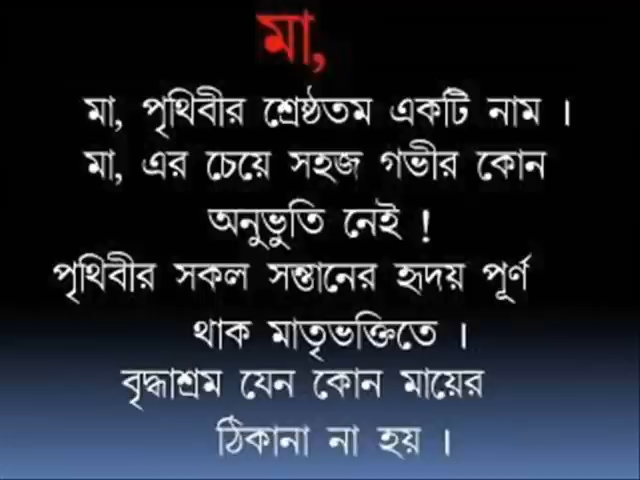 মা,
মা, পৃথিবীর শ্রেষ্ঠতম একটি নাম ।
মা, এর চেয়ে সহজ গভীর কোন
অনুভুতি নেই !
পৃথিবীর সকল সন্তানের হৃদয় পূর্ণ
থাক মাতৃভক্তিতে ।
বৃদ্ধাশ্রম যেন কোন মায়ের
ঠিকানা না হয় ।